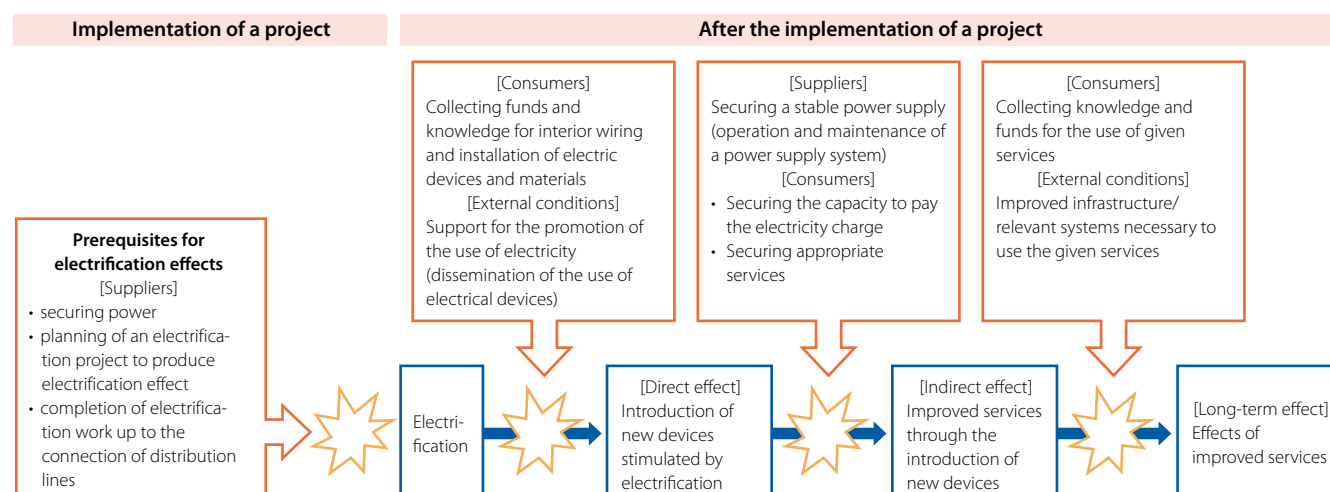 Implementation of a project
After the implementation of a project
[Consumers]
Collecting funds and
knowledge for interior wiring
and installation of electric
devices and materials
[External conditions]
Support for the promotion of
the use of electricity
(dissemination of the use of
electrical devices)
[Suppliers]
Securing a stable power supply
(operation and maintenance of
a power supply system)
[Consumers]
• Securing the capacity to pay
the electricity charge
• Securing appropriate
services
[Consumers]
Collecting knowledge and
funds for the use of given
services
[External conditions]
Improved infrastructure/
relevant systems necessary to
use the given services
Prerequisites for
electrification effects
[Suppliers]
• securing power
• planning of an electrifica-
tion project to produce
electrification effect
• completion of electrifica-
tion work up to the
connection of distribution
lines
Electri-
fication
[Direct effect]
Introduction of
new devices
stimulated by
electrification
[Indirect effect]
Improved services
through the
introduction of
new devices
[Long-term effect]
Effects of
improved services